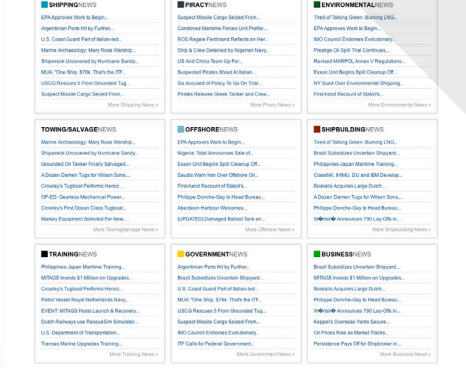 SHIPPINGNEWS
EPA Approves Work to Begin...
Argentinian Ports Hit by Further...
U.S. Coast Guard Part of Italian-led...
Marine Archaeology: Mary Rose Warship...
Shipwreck Uncovered by Hurricane Sandy...
MUA: "One Ship. $78k. That's the ITF...
USCG Rescues 5 From Grounded Tug...
Suspect Missile Cargo Seized From...
More Shipping News »
PIRACYNEWS
Suspect Missile Cargo Seized From...
Combined Maritime Forces Unit Profile:...
ROS Regele Ferdinand Reflects on Her...
Ship & Crew Detained by Nigerian Navy...
US And China Team Up For...
Suspected Pirates Shoot At Italian...
Six Accused of Piracy To Go On Trial...
Pirates Release Greek Tanker and Crew...
More Piracy News »
ENVIRONMENTALNEWS
Tired of Talking Green: Burning LNG...
EPA Approves Work to Begin...
IMO Council Endorses Evolutionary...
Prestige Oil Spill Trial Continues,...
Revised MARPOL Annex V Regulations...
Exxon Unit Begins Spill Cleanup Off...
MT Guest Over Environmental Shipping...
First-hand Recount of Statoil's...
More Environmental News »
TOWING/SALVAGENEWS
Marine Archaeology: Mary Rose Warship...
Shipwreck Uncovered by Hurricane Sandy...
Grounded Oil Tanker Finally Salvaged...
A Dozen Damen Tugs for Wilson Sons,...
Crowley's Tugboat Performs Heroic...
OP-ED: Gearless Mechanical Power...
Crowley's First Ocean Class Tugboat...
Markey Equipment Selected For New...
More Towing/salvage News »
OFFSHORENEWS
EPA Approves Work to Begin...
Nigeria: Total Announces Sale of...
Exxon Unit Begins Spill Cleanup Off...
Saudis Warn Iran Over Offshore Oil...
First-hand Recount of Statoil's...
Philippe Donche-Gay to Head Bureau...
Aberdeen Harbour Welcomes...
[UPDATED]Damaged Ballast Tank on...
More Offshore News »
SHIPBUILDINGNEWS
Tired of Talking Green: Burning LNG...
Brazil Subsidizes Uncertain Shipyard...
Philippines-Japan Maritime Training...
ClassNK, IHIMU, DU and IBM Develop...
Boskalis Acquires Large Dutch...
A Dozen Damen Tugs for Wilson Sons,...
Philippe Donche-Gay to Head Bureau...
W�rtsil� Announces 790 Lay-Offs in...
More Shipbuilding News »
TRAININGNEWS
Philippines-Japan Maritime Training...
MITAGS Invests $1 Million on Upgrades...
Crowley's Tugboat Performs Heroic...
Patrol Vessel Royal Netherlands Navy...
EVENT: MITAGS Hosts Launch & Recovery...
Dutch Railways use RescueSim Simulator...
U.S. Department of Transportation...
Transas Marine Upgrades Training...
More Training News »
GOVERNMENTNEWS
Argentinian Ports Hit by Further...
Brazil Subsidizes Uncertain Shipyard...
U.S. Coast Guard Part of Italian-led...
MUA: "One Ship. $78k. That's the ITF...
USCG Rescues 5 From Grounded Tug...
Suspect Missile Cargo Seized From...
IMO Council Endorses Evolutionary...
ITF Calls for Federal Government...
More Government News »
BUSINESSNEWS
Brazil Subsidizes Uncertain Shipyard...
MITAGS Invests $1 Million on Upgrades...
Boskalis Acquires Large Dutch...
Philippe Donche-Gay to Head Bureau...
W�rtsil� Announces 790 Lay-Offs in...
Keppel's Overseas Yards Secure...
Oil Prices Rise as Market Tracks...
Persistence Pays Off for Shipbroker in...
More Business News »